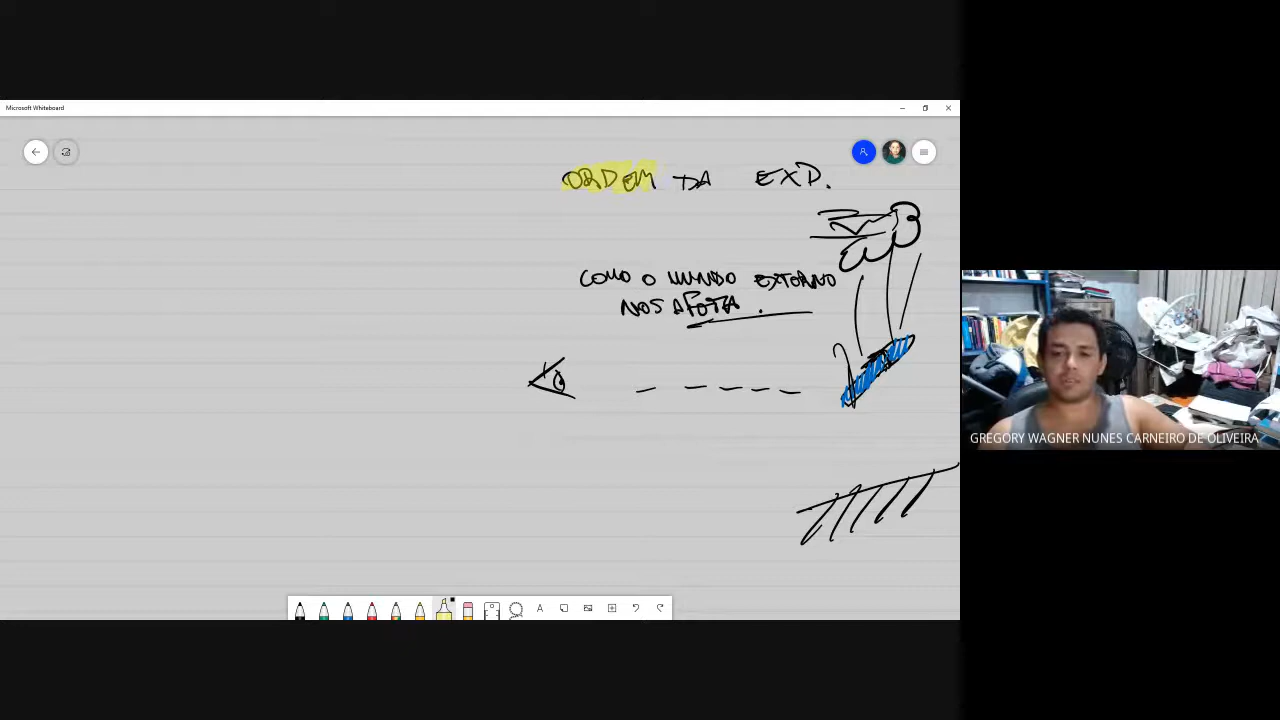 Microsoft Whiteboard
ORDEM DA EXP.
COMO O MUNDO EXTERNO
NOS AFETA.
GREGORY WAGNER NUNES CARNEIRO DE OLIVEIRA